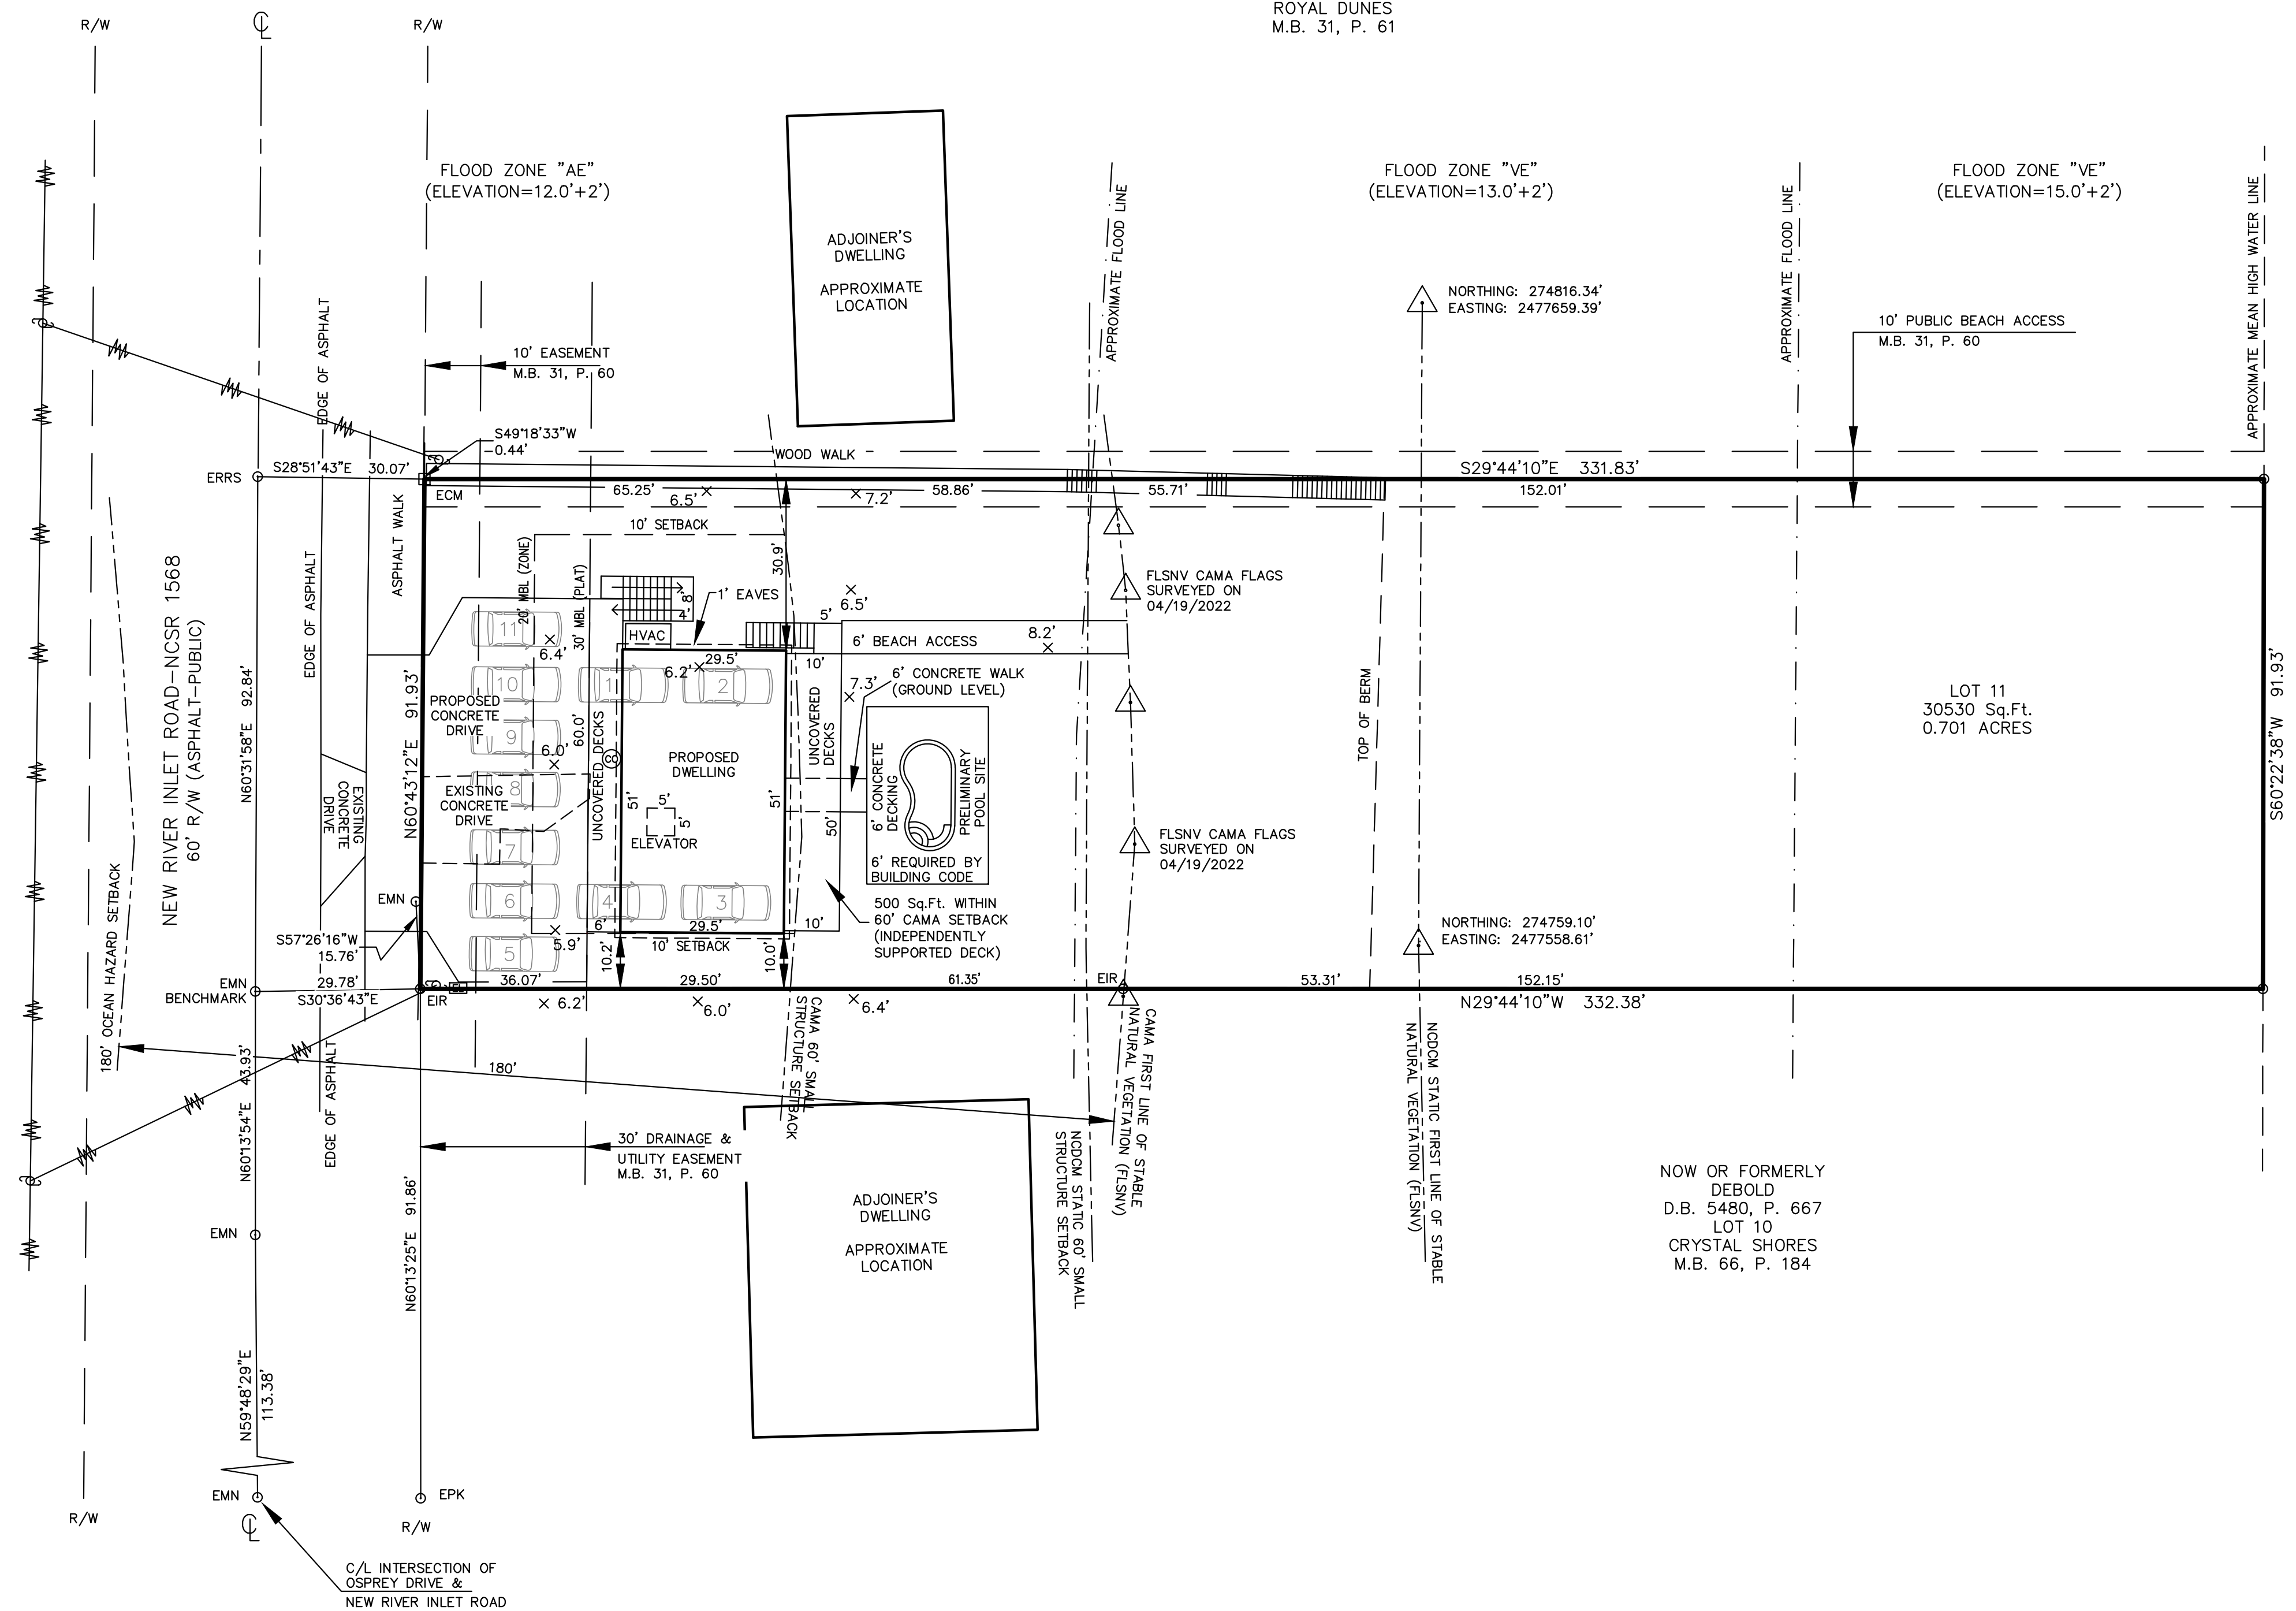 ROYAL DUNES
M.B. 31, P. 61
R/W
CL
R/W
FLOOD ZONE "AE"
(ELEVATION=12.0'+2')
FLOOD ZONE "VE"
(ELEVATION=13.0'+2')
FLOOD ZONE "VE"
(ELEVATION=15.0'+2')
ADJOINER'S
DWELLING
APPROXIMATE
LOCATION
APPROXIMATE FLOOD LINE
APPROXIMATE FLOOD LINE
APPROXIMATE MEAN HIGH WATER LINE
NORTHING: 274816.34'
EASTING: 2477659.39'
10' PUBLIC BEACH ACCESS
M.B. 31, P. 60
10' EASEMENT
M.B. 31, P. 60
EDGE OF ASPHALT
S49°18'33"W
0.44'
WOOD WALK
ERRS
S28°51'43"E 30.07'
ECM
65.25'
6.5'
7.2'
58.86'
55.71'
S29°44'10"E 331.83'
152.01'
ASPHALT WALK
10' SETBACK
20' MBL (ZONE)
30' MBL (PLAT)
30.9'
NEW RIVER INLET ROAD-NCSR 1568
60' R/W (ASPHALT-PUBLIC)
EDGE OF ASPHALT
1' EAVES
8'
4'
HVAC
FLSNV CAMA FLAGS
SURVEYED ON
04/19/2022
6.5'
5'
6' BEACH ACCESS
8.2'
10'
29.5'
6.2'
6.4'
11
10
9
8
7
6
5
1
2
4
3
7.3'
6' CONCRETE WALK
(GROUND LEVEL)
N60°31'58"E 92.84'
N60°43'12"E 91.93'
PROPOSED
CONCRETE
DRIVE
6.0'
60.0'
UNCOVERED DECKS
8
PROPOSED
DWELLING
UNCOVERED
DECKS
6' CONCRETE
DECKING
PRELIMINARY
POOL SITE
TOP OF BERM
LOT 11
30530 Sq.Ft.
0.701 ACRES
S60°22'38"W 91.93'
EXISTING
CONCRETE
DRIVE
EXISTING
CONCRETE
DRIVE
51'
5'
5'
ELEVATOR
51'
50'
6' REQUIRED BY
BUILDING CODE
FLSNV CAMA FLAGS
SURVEYED ON
04/19/2022
500 Sq.Ft. WITHIN
60' CAMA SETBACK
(INDEPENDENTLY
SUPPORTED DECK)
NORTHING: 274759.10'
EASTING: 2477558.61'
180' OCEAN HAZARD SETBACK
EMN
S57°26'16"W
15.76'
6'
29.5'
10'
5.9'
10.2'
10' SETBACK
10.0'
EMN
BENCHMARK
29.78'
S30°36'43"E
EIR
36.07'
29.50'
61.35'
EIR
53.31'
152.15'
N29°44'10"W 332.38'
6.2'
6.0'
6.4'
CAMA 60' SMALL
STRUCTURE SETBACK
CAMA FIRST LINE OF STABLE
NATURAL VEGETATION (FLSNV)
NCDCM STATIC FIRST LINE OF STABLE
NATURAL VEGETATION (FLSNV)
NCDCM STATIC 60' SMALL
STRUCTURE SETBACK
180'
EDGE OF ASPHALT
N60°13'54"E 43.93'
30' DRAINAGE &
UTILITY EASEMENT
M.B. 31, P. 60
N60°13'25"E 91.86'
ADJOINER'S
DWELLING
APPROXIMATE
LOCATION
NOW OR FORMERLY
DEBOLD
D.B. 5480, P. 667
LOT 10
CRYSTAL SHORES
M.B. 66, P. 184
EMN
N59°48'29"E
113.38'
EMN
EPK
R/W
CL
R/W
C/L INTERSECTION OF
OSPREY DRIVE &
NEW RIVER INLET ROAD